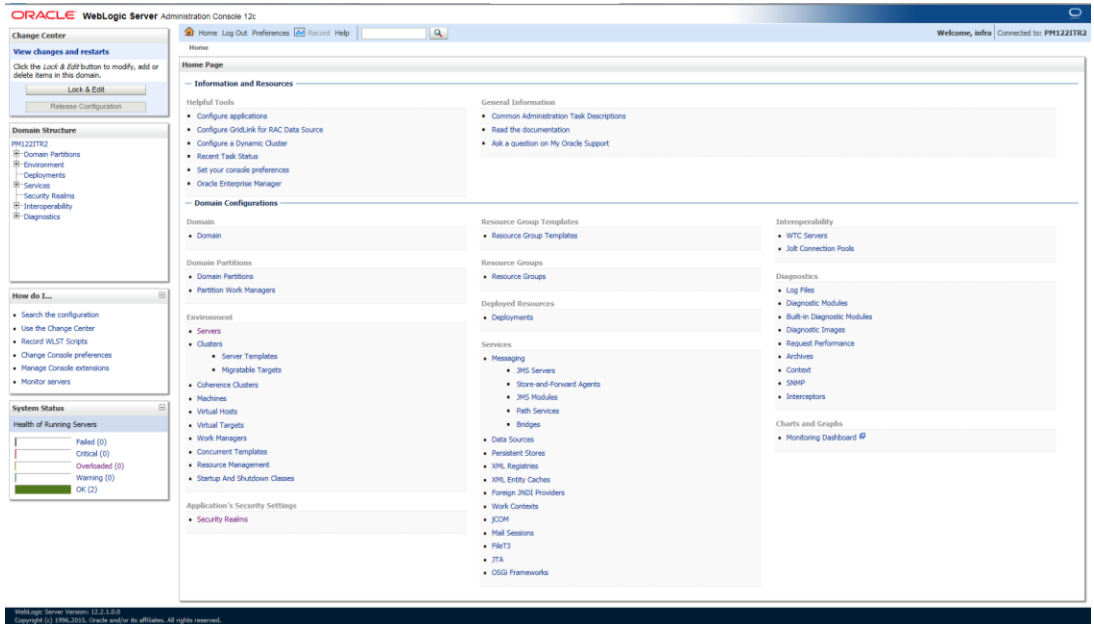 ORACLE WebLogic Server Administration Console 12c
Change Center
View changes and restarts
Click the Lock & Edit button to modify, add or
delete items in this domain.
Lock & Edit
Release Configuration
Domain Structure
PM122ITR2
Domain Partitions
Environment
Deployments
Services
Security Realms
Interoperability
Diagnostics
How do I...
Search the configuration
Use the Change Center
Record WLST Scripts
Change Console preferences
Manage Console extensions
Monitor servers
System Status
Health of Running Servers
Failed (0)
Critical (0)
Overloaded (0)
Warning (0)
OK (2)
Home Log Out Preferences Record Help
Welcome, infra Connected to: PM122ITR2
Home
Home Page
Information and Resources
Helpful Tools
Configure applications
Configure GridLink for RAC Data Source
Configure a Dynamic Cluster
Recent Task Status
Set your console preferences
Oracle Enterprise Manager
General Information
Common Administration Task Descriptions
Read the documentation
Ask a question on My Oracle Support
Domain Configurations
Domain
Domain
Domain Partitions
Domain Partitions
Partition Work Managers
Environment
Servers
Clusters
Server Templates
Migratable Targets
Coherence Clusters
Machines
Virtual Hosts
Virtual Targets
Work Managers
Concurrent Templates
Resource Management
Startup And Shutdown Classes
Application's Security Settings
Security Realms
Resource Group Templates
Resource Group Templates
Resource Groups
Resource Groups
Deployed Resources
Deployments
Services
Messaging
JMS Servers
Store-and-Forward Agents
JMS Modules
Path Services
Bridges
Data Sources
Persistent Stores
XML Registries
XML Entity Caches
Foreign JNDI Providers
Work Contexts
jCOM
Mail Sessions
FileT3
JTA
OSGi Frameworks
Interoperability
WTC Servers
Jolt Connection Pools
Diagnostics
Log Files
Diagnostic Modules
Built-in Diagnostic Modules
Diagnostic Images
Request Performance
Archives
Context
SNMP
Interceptors
Charts and Graphs
Monitoring Dashboard
WebLogic Server Version: 12.2.1.0.0
Copyright (c) 1996,2015, Oracle and/or its affiliates. All rights reserved.